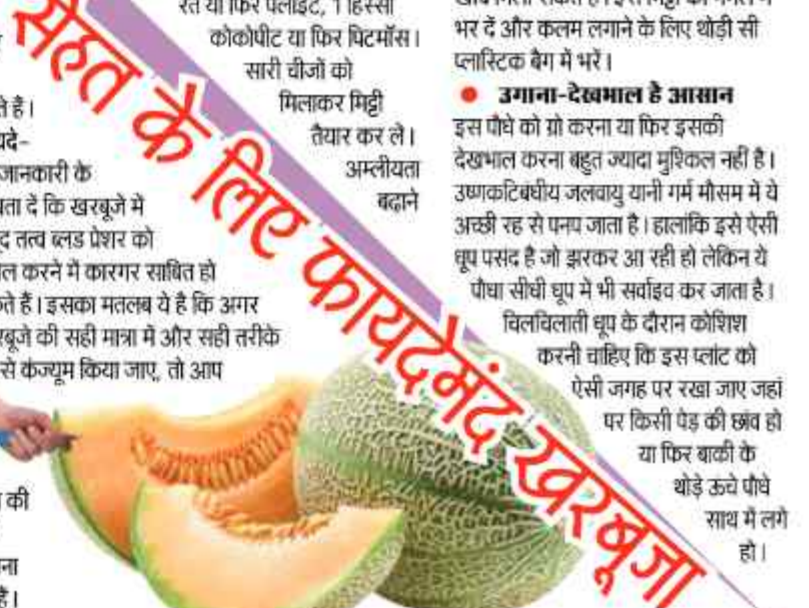 सेहत के लिए फायदेमंद खरबूजा
ते हैं।
जानकारी के
ता दें कि खरबूजे में
द तत्व ब्लड प्रेशर को
ल करने में कारगर साबित हो
ते हैं। इसका मतलब ये है कि अगर
रबूजे की सही मात्रा में और सही तरीके
से कंज्यूम किया जाए, तो आप
की
ना
हैं।
या फिर पर्लाइट, 1 हिस्सा
कोकोपीट या फिर पिटमॉस।
सारी चीजों को
मिलाकर मिट्टी
तैयार कर ले।
अम्लीयता
बढ़ाने
भर दें और कलम लगाने के लिए थोड़ी सी
प्लास्टिक बैग में भरें।
● उगाना-देखभाल है आसान
इस पौधे को ग्रो करना या फिर इसकी
देखभाल करना बहुत ज्यादा मुश्किल नहीं है।
उष्णकटिबंधीय जलवायु यानी गर्म मौसम में ये
अच्छी रह से पनप जाता है। हालांकि इसे ऐसी
धूप पसंद है जो झरकर आ रही हो लेकिन ये
पौधा सीधी धूप में भी सर्वाइव कर जाता है।
चिलचिलाती धूप के दौरान कोशिश
करनी चाहिए कि इस प्लांट को
ऐसी जगह पर रखा जाए जहां
पर किसी पेड़ की छांव हो
या फिर बाकी के
थोड़े ऊंचे पौधे
साथ में लगे
हो।